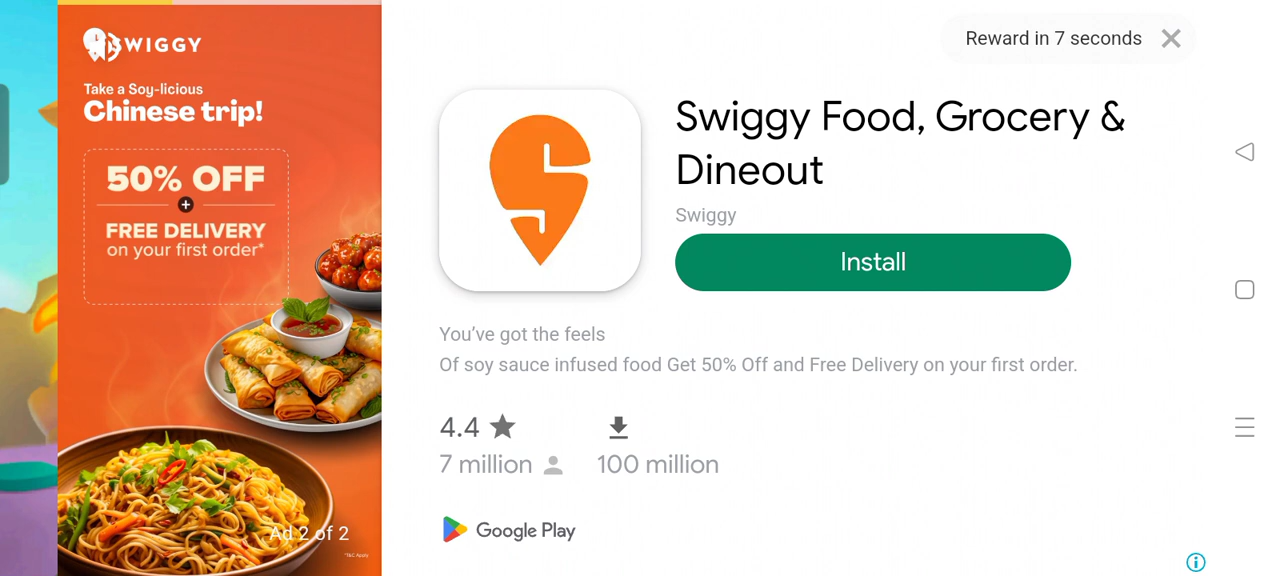 SWIGGY
Take a Soy-licious
Chinese trip!
50% OFF
+
FREE DELIVERY
on your first order*
Ad 2 of 2
*T&C Apply
Reward in 7 seconds
Swiggy Food, Grocery &
Dineout
Swiggy
Install
You’ve got the feels
Of soy sauce infused food Get 50% Off and Free Delivery on your first order.
4.4
7 million
100 million
Google Play